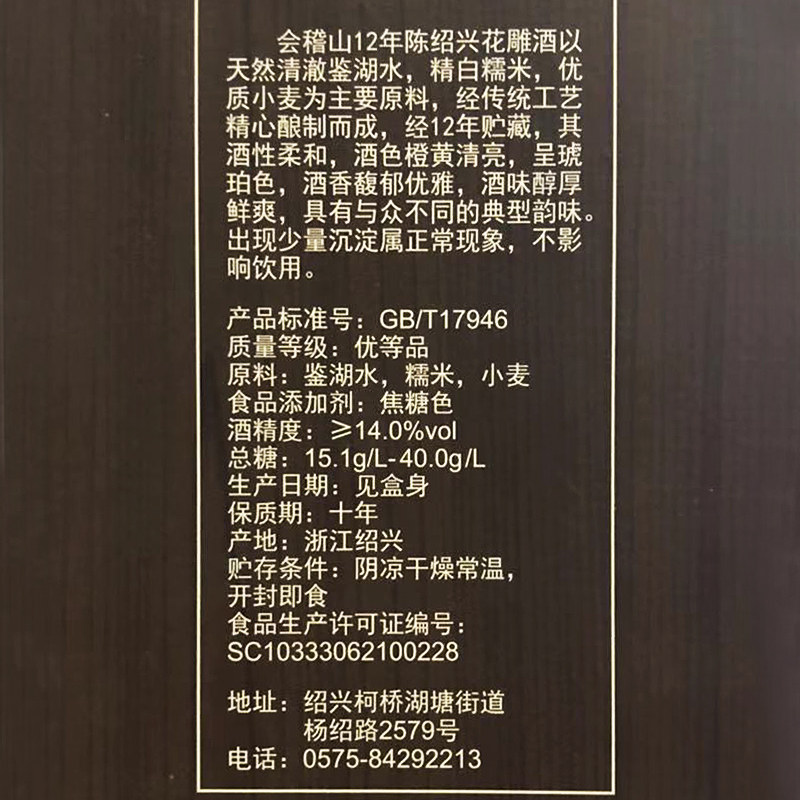 会稽山12年陈绍兴花雕酒以
天然清澈鉴湖水，精白糯米，优
质小麦为主要原料，经传统工艺
精心酿制而成，经12年贮藏，其
酒性柔和，酒色橙黄清亮，呈琥
珀色，酒香馥郁优雅，酒味醇厚
鲜爽，具有与众不同的典型韵味。
出现少量沉淀属正常现象，不影
响饮用。
产品标准号：GB/T17946
质量等级：优等品
原料：鉴湖水，糯米，小麦
食品添加剂：焦糖色
酒精度：≥14.0%vol
总糖：15.1g/L-40.0g/L
生产日期：见盒身
保质期：十年
产地：浙江绍兴
贮存条件：阴凉干燥常温，
开封即食
食品生产许可证编号：
SC10333062100228
地址：绍兴柯桥湖塘街道
杨绍路2579号
电话：0575-84292213